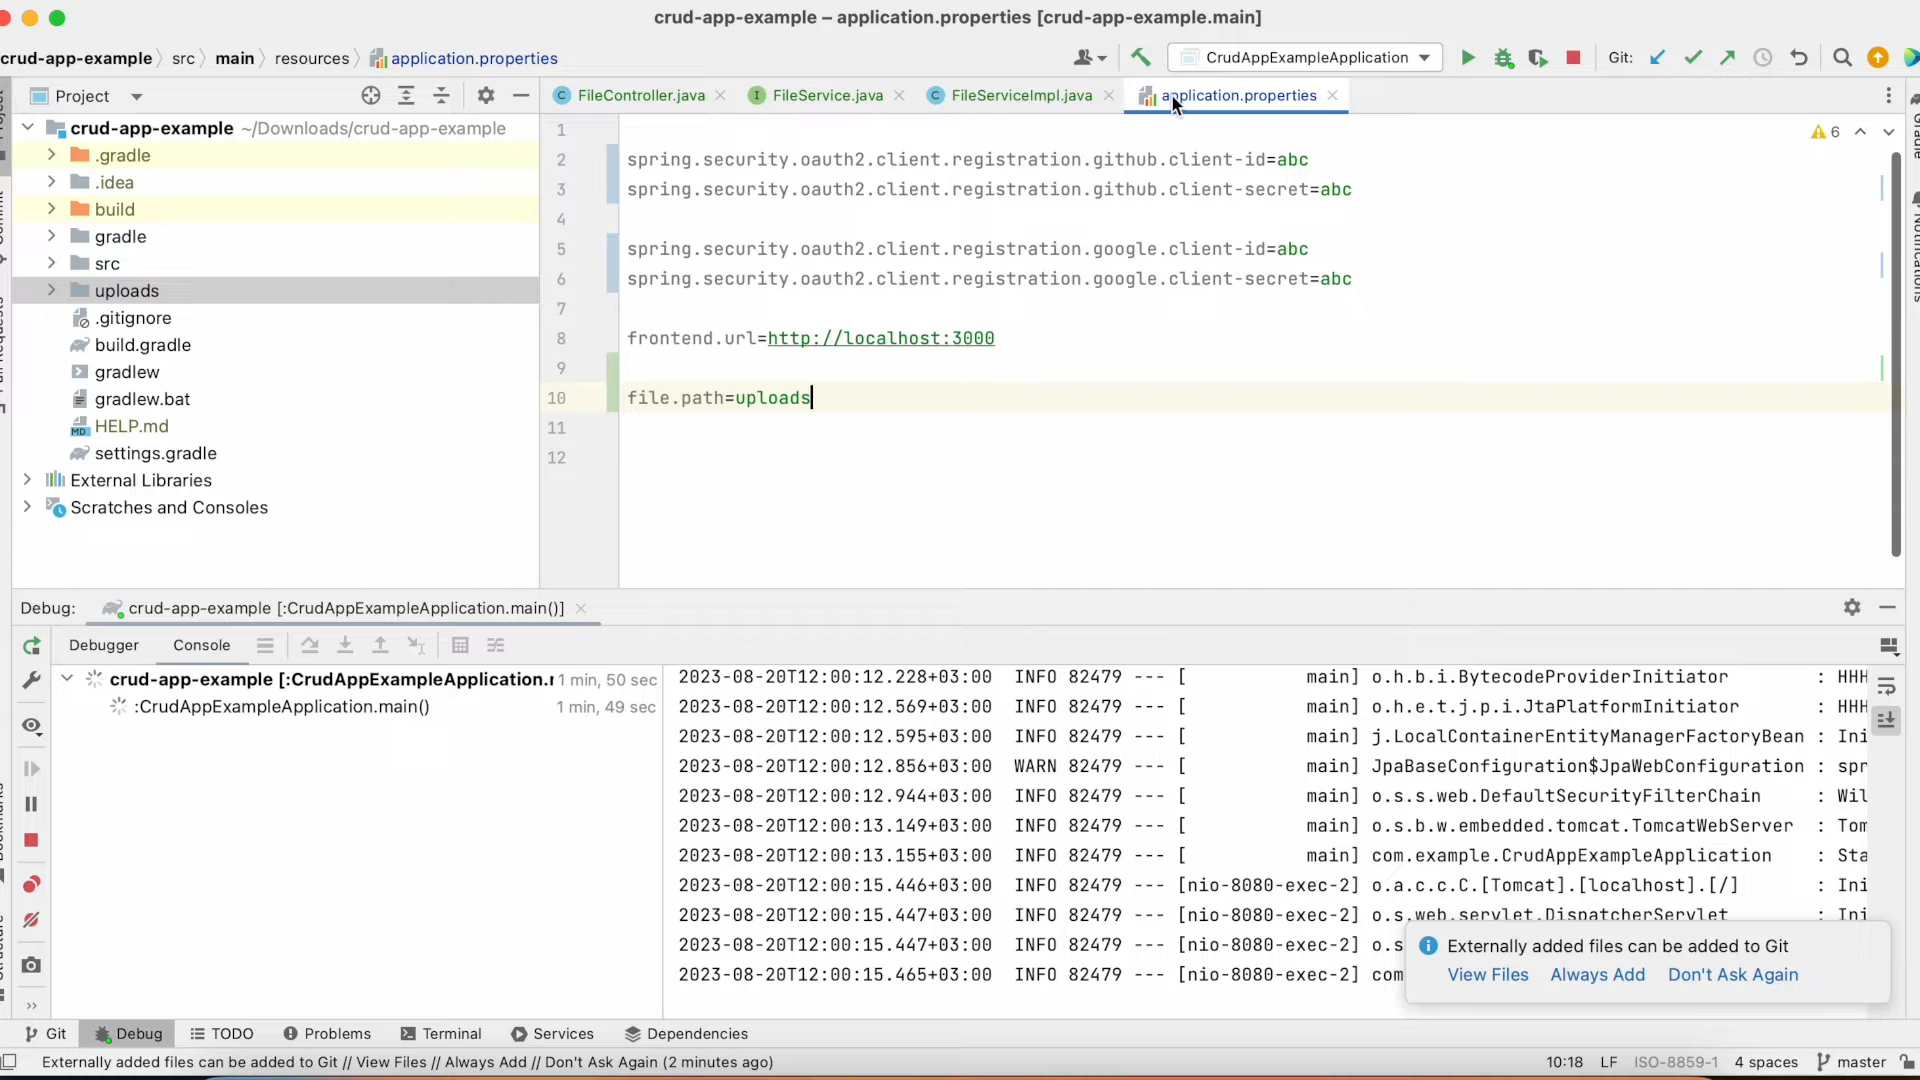 crud-app-example – application.properties [crud-app-example.main]
crud-app-example src main resources application.properties
CrudAppExampleApplication
Git:
Project
FileController.java
FileService.java
FileServiceImpl.java
application.properties
crud-app-example ~/Downloads/crud-app-example
.gradle
.idea
build
gradle
src
uploads
.gitignore
build.gradle
gradlew
gradlew.bat
HELP.md
settings.gradle
External Libraries
Scratches and Consoles
6
1
2 spring.security.oauth2.client.registration.github.client-id=abc
3 spring.security.oauth2.client.registration.github.client-secret=abc
4
5 spring.security.oauth2.client.registration.google.client-id=abc
6 spring.security.oauth2.client.registration.google.client-secret=abc
7
8 frontend.url=http://localhost:3000
9
10 file.path=uploads
11
12
Gradle
Notifications
Debug: crud-app-example [:CrudAppExampleApplication.main()]
Debugger Console
crud-app-example [:CrudAppExampleApplication.r 1 min, 50 sec
:CrudAppExampleApplication.main() 1 min, 49 sec
2023-08-20T12:00:12.228+03:00 INFO 82479 --- [ main] o.h.b.i.BytecodeProviderInitiator : HHH
2023-08-20T12:00:12.569+03:00 INFO 82479 --- [ main] o.h.e.t.j.p.i.JtaPlatformInitiator : HHH
2023-08-20T12:00:12.595+03:00 INFO 82479 --- [ main] j.LocalContainerEntityManagerFactoryBean : Ini
2023-08-20T12:00:12.856+03:00 WARN 82479 --- [ main] JpaBaseConfiguration$JpaWebConfiguration : spr
2023-08-20T12:00:12.944+03:00 INFO 82479 --- [ main] o.s.s.web.DefaultSecurityFilterChain : Wil
2023-08-20T12:00:13.149+03:00 INFO 82479 --- [ main] o.s.b.w.embedded.tomcat.TomcatWebServer : Tom
2023-08-20T12:00:13.155+03:00 INFO 82479 --- [ main] com.example.CrudAppExampleApplication : Sta
2023-08-20T12:00:15.446+03:00 INFO 82479 --- [nio-8080-exec-2] o.a.c.c.C.[Tomcat].[localhost].[/] : Ini
2023-08-20T12:00:15.447+03:00 INFO 82479 --- [nio-8080-exec-2] o.s.web.servlet.DispatcherServlet : Ini
2023-08-20T12:00:15.447+03:00 INFO 82479 --- [nio-8080-exec-2] o.s
2023-08-20T12:00:15.465+03:00 INFO 82479 --- [nio-8080-exec-2] com
Externally added files can be added to Git
View Files Always Add Don't Ask Again
Git Debug TODO Problems Terminal Services Dependencies
Externally added files can be added to Git // View Files // Always Add // Don't Ask Again (2 minutes ago)
10:18 LF ISO-8859-1 4 spaces master